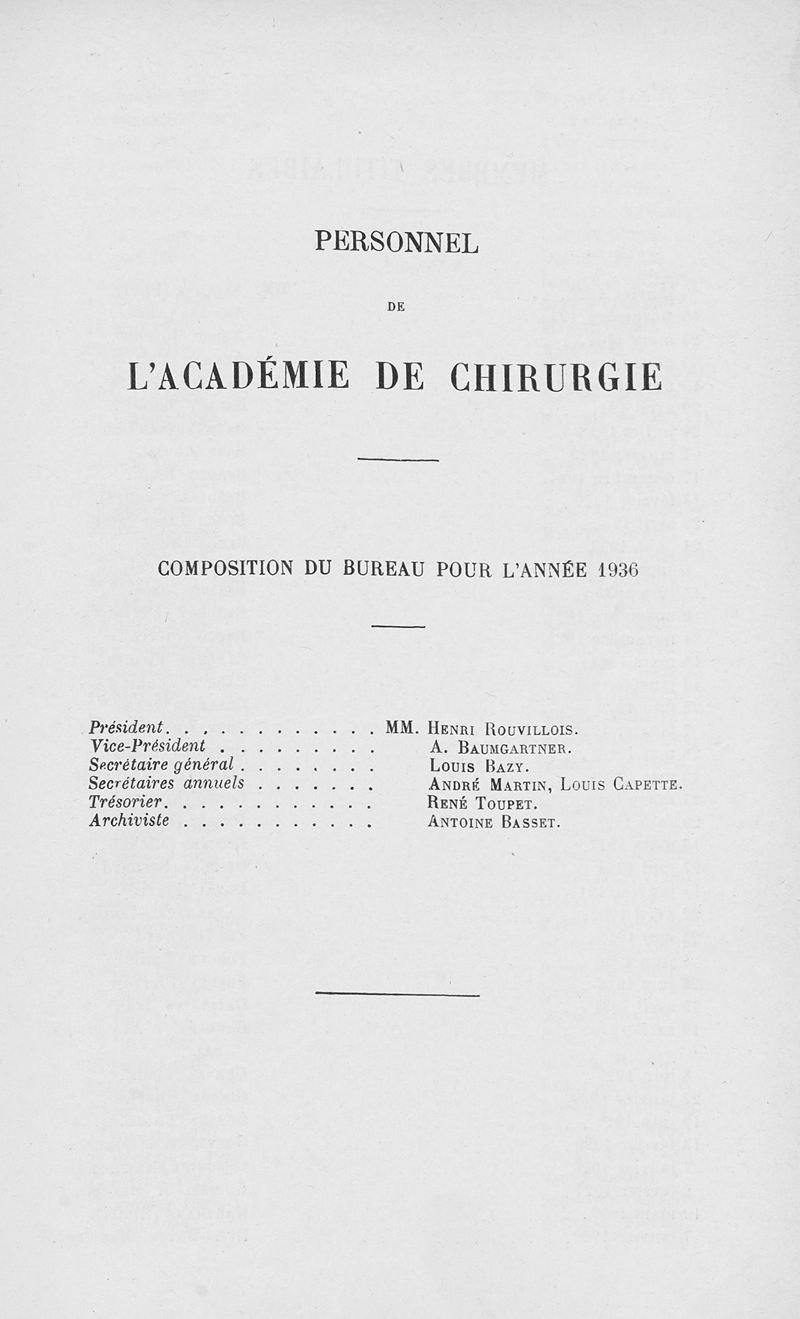 PERSONNEL
DE
L'ACADÉMIE DE CHIRURGIE
COMPOSITION DU BUREAU POUR L'ANNÉE 1936
Président. . . . . . . . . . . . MM. HENRI ROUVILLOIS.
Vice-Président . . . . . . . . . A. BAUMGARTNER.
Secrétaire général . . . . . . . . LOUIS BAZY.
Secrétaires annuels . . . . . . . ANDRÉ MARTIN, LOUIS CAPETTE.
Trésorier. . . . . . . . . . . . RENÉ TOUPET.
Archiviste . . . . . . . . . . . ANTOINE BASSET.